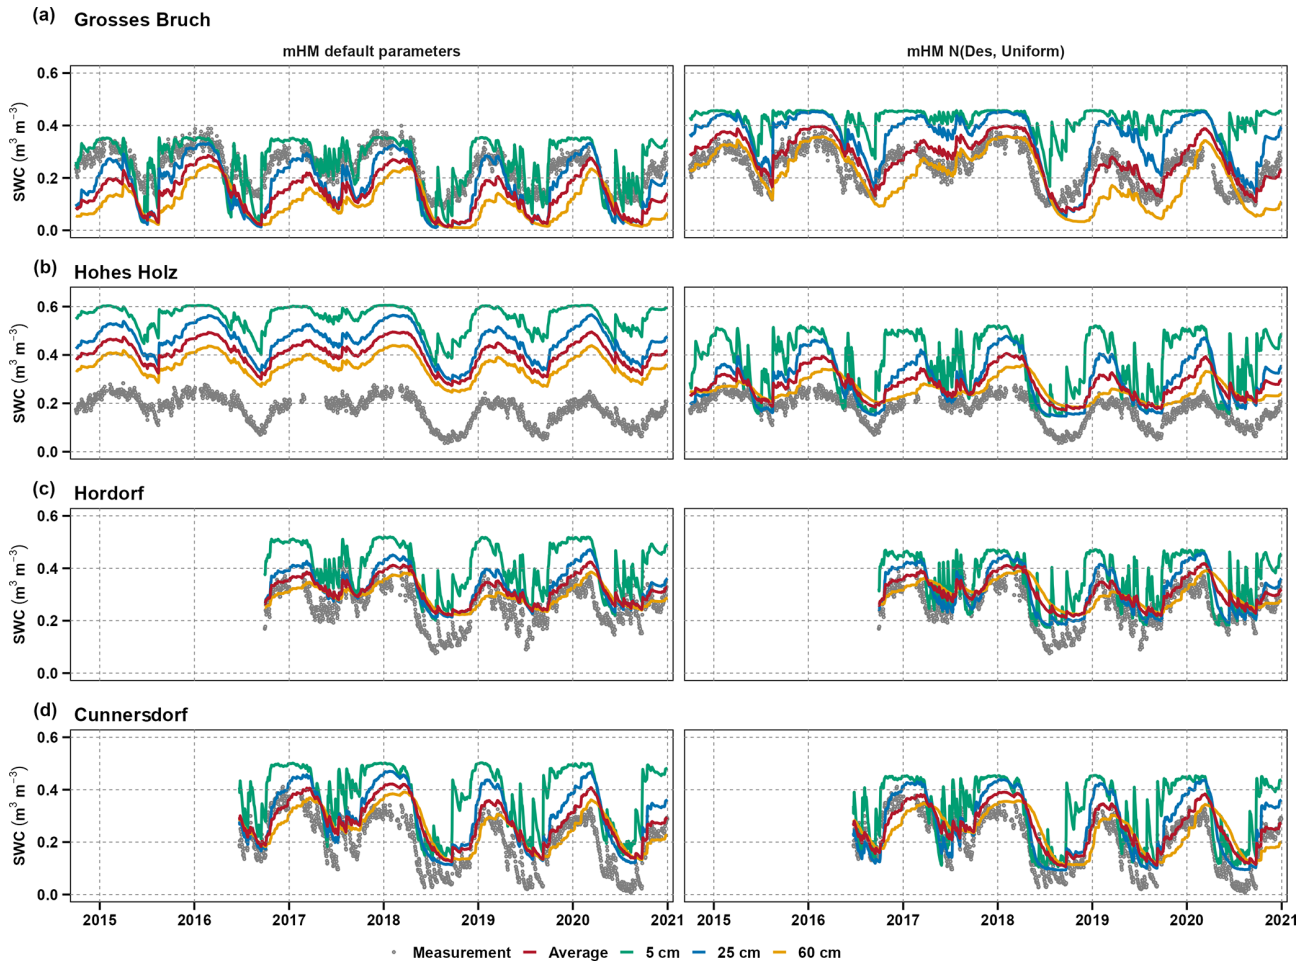 (a) Grosses Bruch
mHM default parameters mHM N(Des, Uniform)
0.6
0.4
0.2
0.0
SWC (m³ m⁻³)
(b) Hohes Holz
0.6
0.4
0.2
0.0
SWC (m³ m⁻³)
(c) Hordorf
0.6
0.4
0.2
0.0
SWC (m³ m⁻³)
(d) Cunnersdorf
0.6
0.4
0.2
0.0
SWC (m³ m⁻³)
2015 2016 2017 2018 2019 2020 2021 2015 2016 2017 2018 2019 2020 2021
Measurement Average 5 cm 25 cm 60 cm